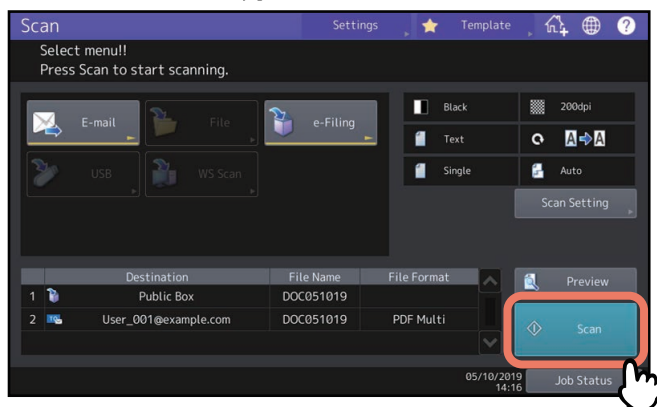 Scan Settings Template ?
Select menu!!
Press Scan to start scanning.
E-mail File e-Filing
USB WS Scan
Black 200dpi
Text A A
Single Auto
Scan Setting
Destination File Name File Format
1 Public Box DOC051019
2 TO User_001@example.com DOC051019 PDF Multi
Preview
Scan
05/10/2019
14:16
Job Status